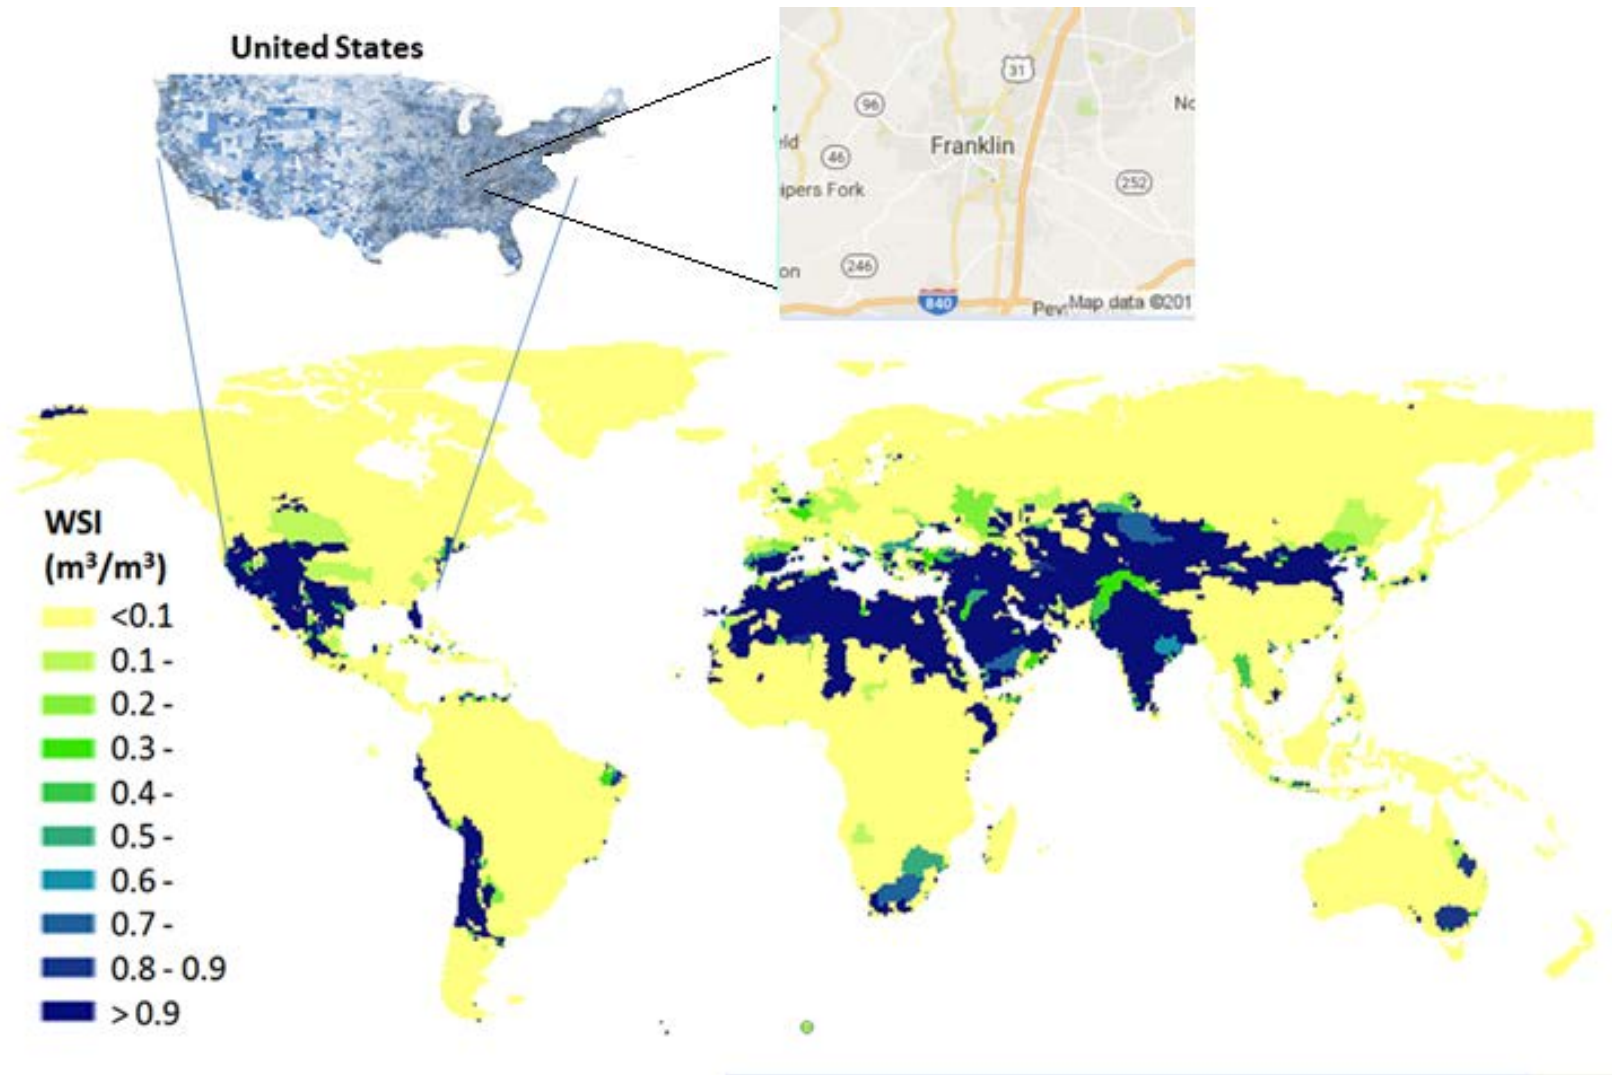 United States
31
96
No
eld
Franklin
46
252
ipers Fork
246
on
840
Map data ©201
WSI
(m³/m³)
<0.1
0.1 -
0.2 -
0.3 -
0.4 -
0.5 -
0.6 -
0.7 -
0.8 - 0.9
> 0.9